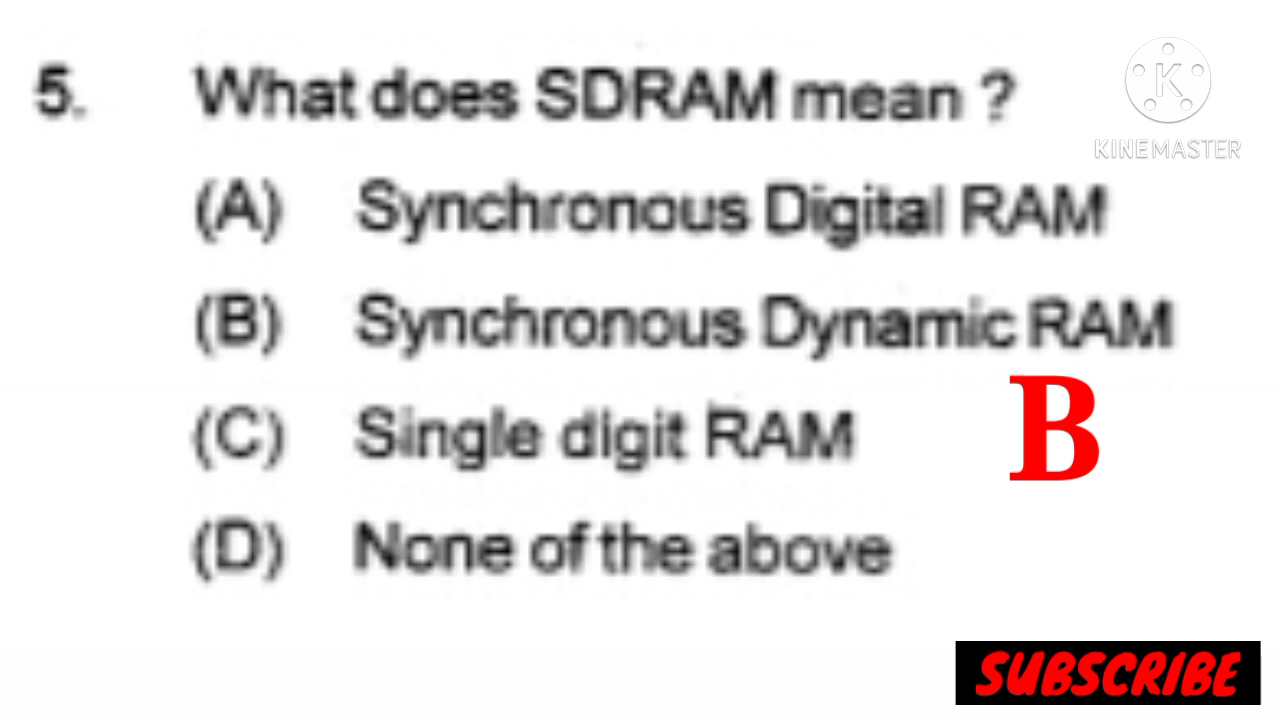 5. What does SDRAM mean ?
KINEMASTER
(A) Synchronous Digital RAM
(B) Synchronous Dynamic RAM
B
(C) Single digit RAM
(D) None of the above
SUBSCRIBE